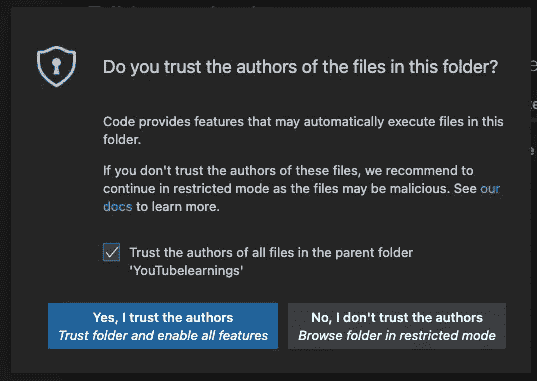 Do you trust the authors of the files in this folder?
Code provides features that may automatically execute files in this
folder.
If you don't trust the authors of these files, we recommend to
continue in restricted mode as the files may be malicious. See our
docs to learn more.
Trust the authors of all files in the parent folder
'YouTubelearnings'
Yes, I trust the authors
Trust folder and enable all features
No, I don't trust the authors
Browse folder in restricted mode